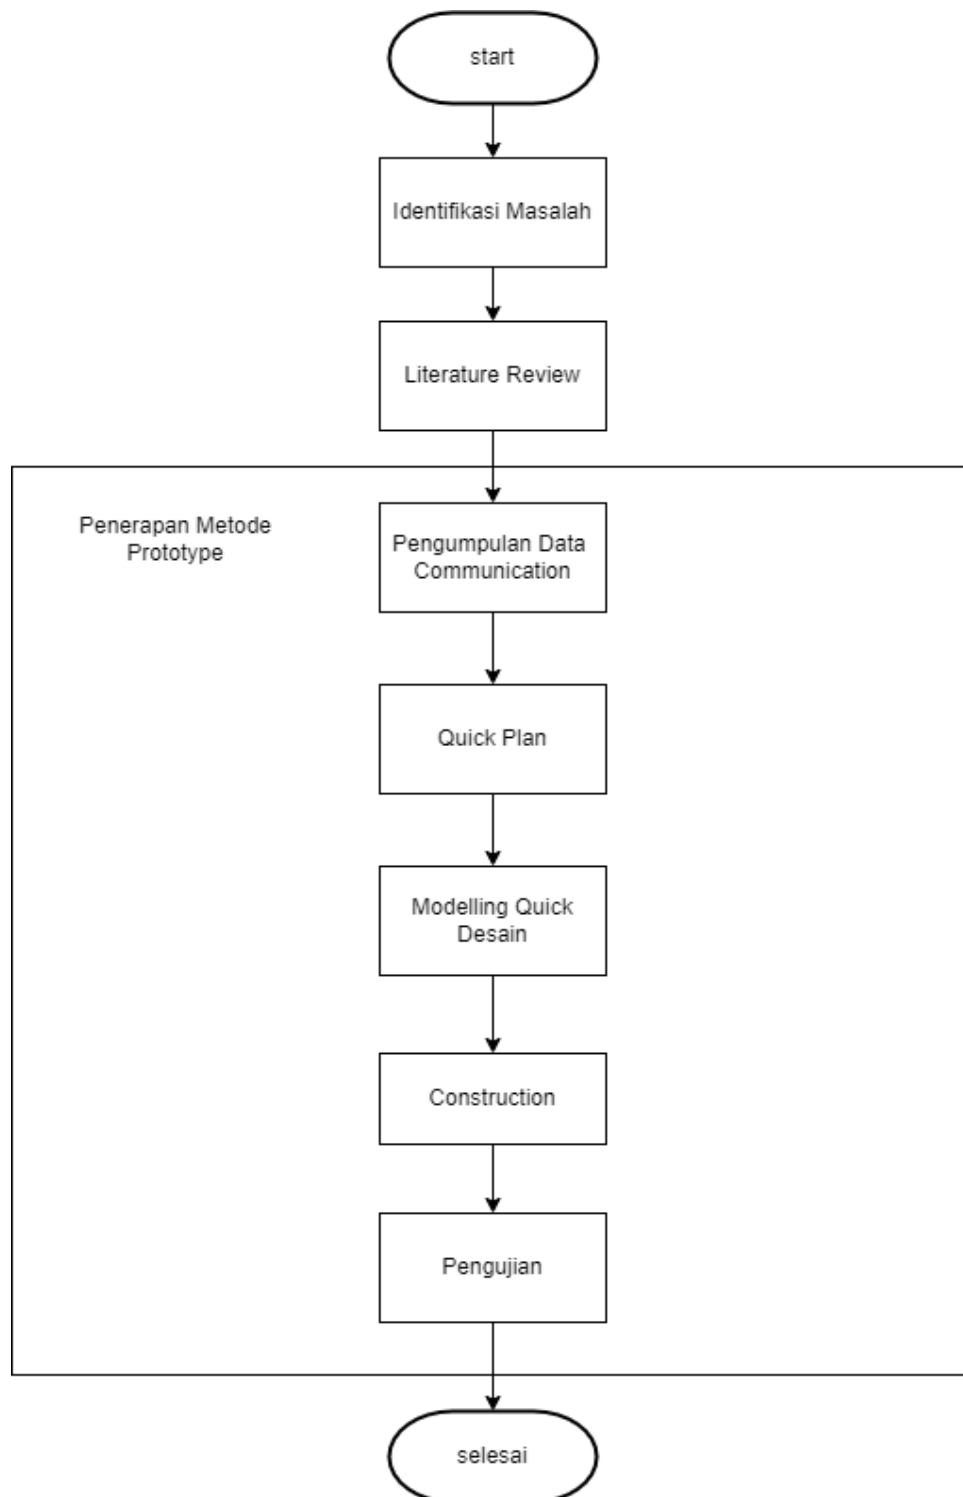 start
Identifikasi Masalah
Literature Review
Penerapan Metode
Prototype
Pengumpulan Data
Communication
Quick Plan
Modelling Quick
Desain
Construction
Pengujian
selesai